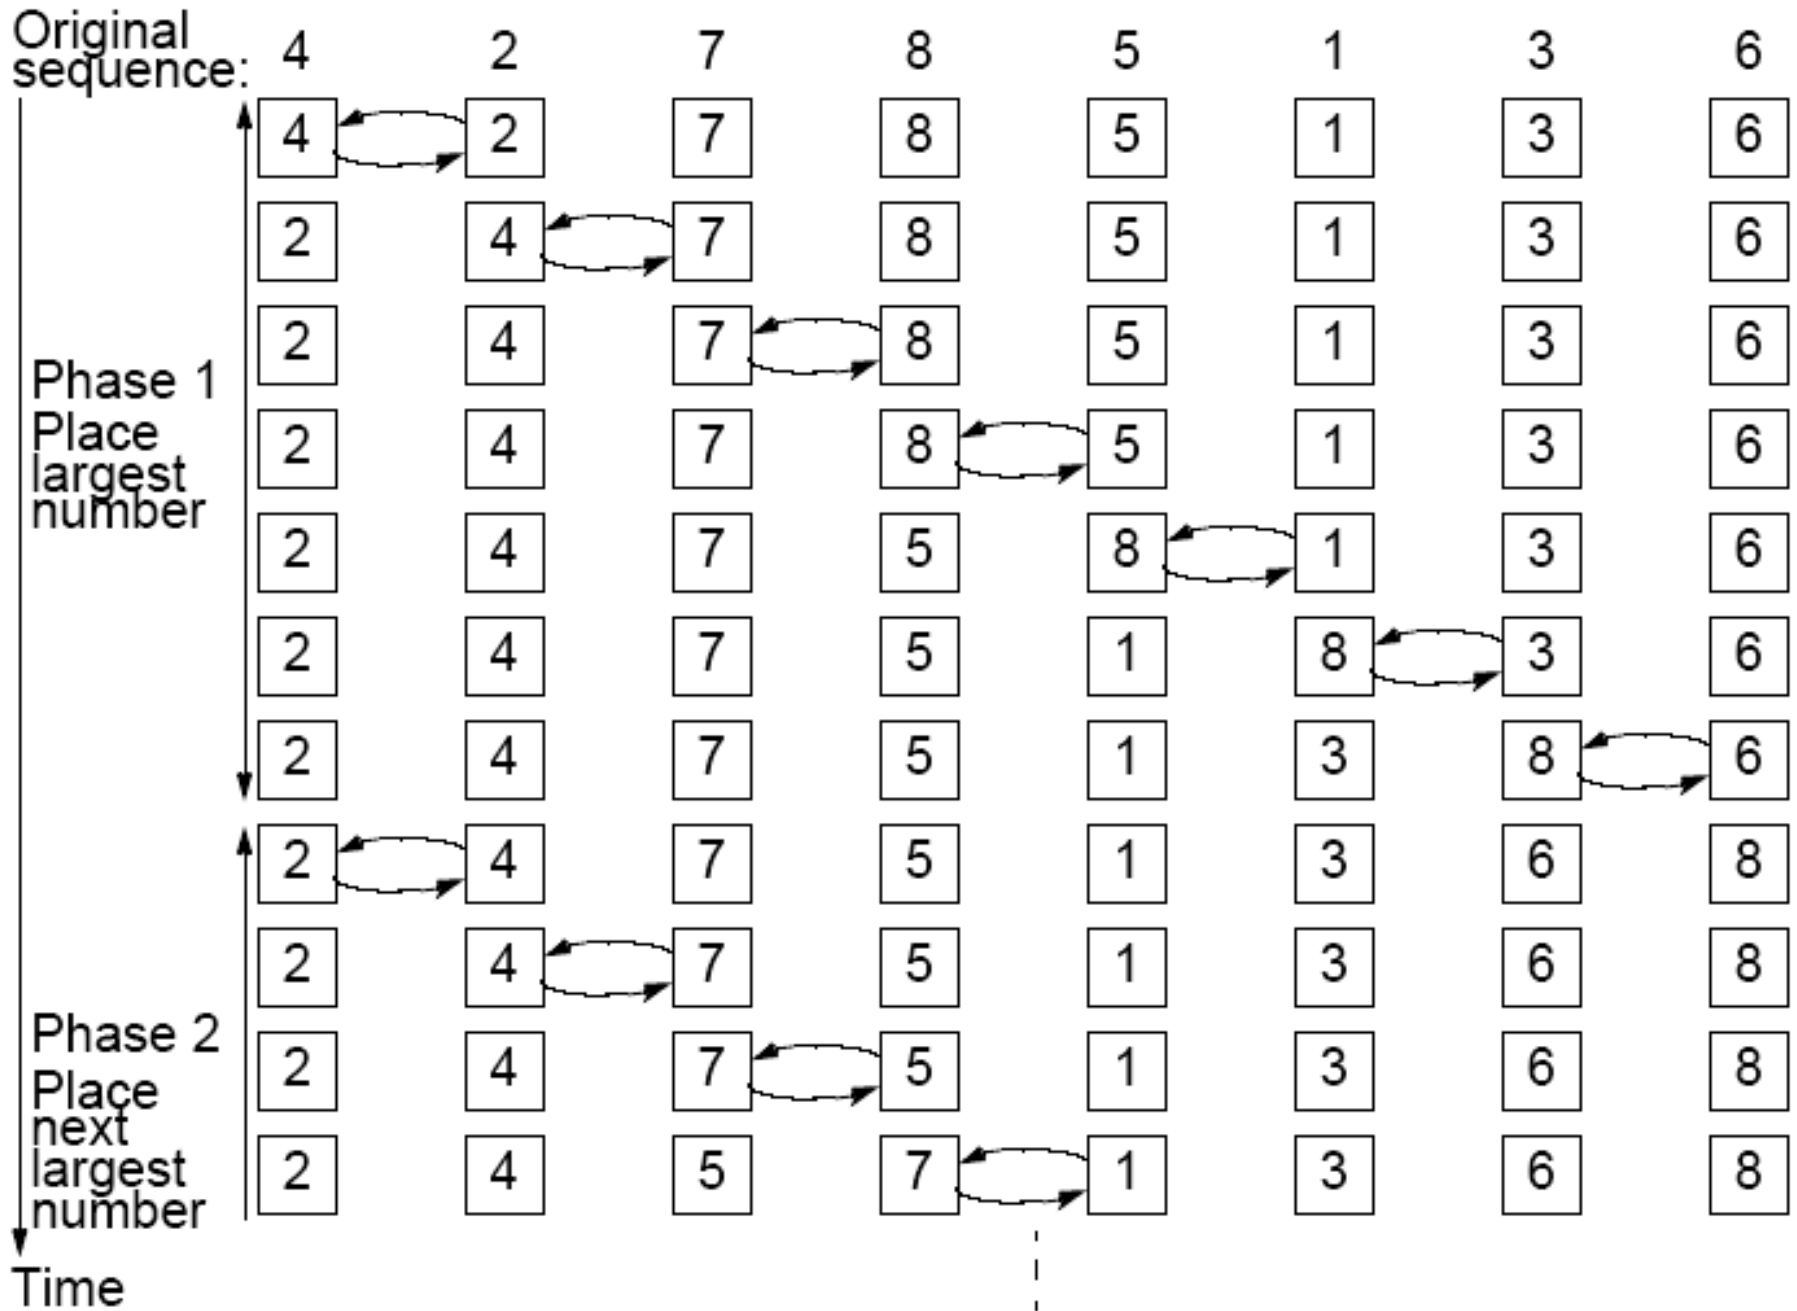 Original
sequence: 4 2 7 8 5 1 3 6
4 2 7 8 5 1 3 6
2 4 7 8 5 1 3 6
2 4 7 8 5 1 3 6
Phase 1
Place
largest
number
2 4 7 8 5 1 3 6
2 4 7 5 8 1 3 6
2 4 7 5 1 8 3 6
2 4 7 5 1 3 8 6
2 4 7 5 1 3 6 8
2 4 7 5 1 3 6 8
Phase 2
Place
next
largest
number
2 4 7 5 1 3 6 8
2 4 5 7 1 3 6 8
Time